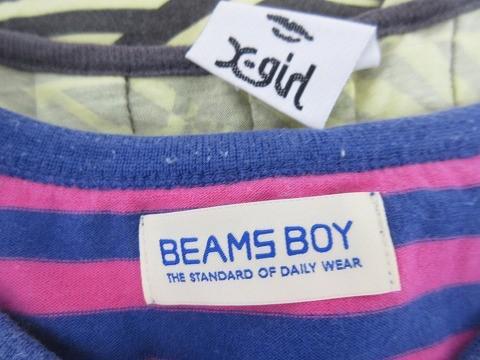 X-girl
BEAMS BOY
THE STANDARD OF DAILY WEAR